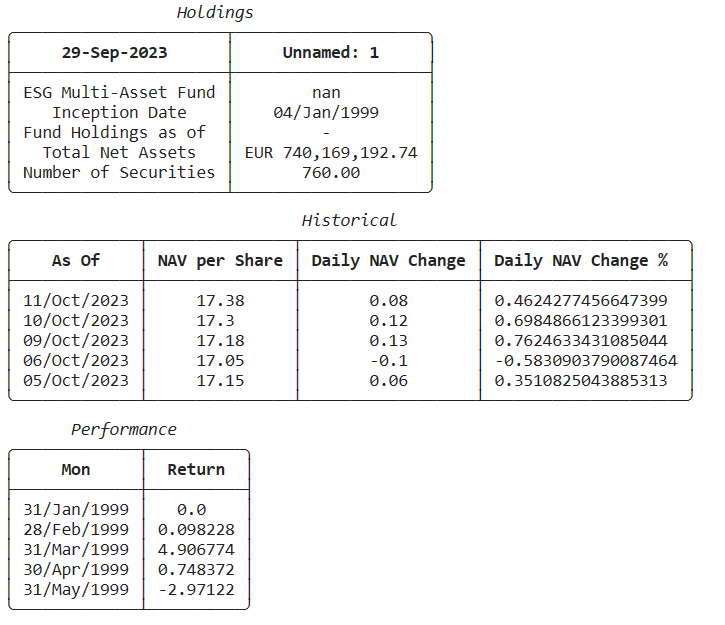 Holdings
29-Sep-2023 Unnamed: 1
ESG Multi-Asset Fund nan
Inception Date 04/Jan/1999
Fund Holdings as of -
Total Net Assets EUR 740,169,192.74
Number of Securities 760.00
Historical
As Of NAV per Share Daily NAV Change Daily NAV Change %
11/Oct/2023 17.38 0.08 0.4624277456647399
10/Oct/2023 17.3 0.12 0.6984866123399301
09/Oct/2023 17.18 0.13 0.7624633431085044
06/Oct/2023 17.05 -0.1 -0.5830903790087464
05/Oct/2023 17.15 0.06 0.3510825043885313
Performance
Mon Return
31/Jan/1999 0.0
28/Feb/1999 0.098228
31/Mar/1999 4.906774
30/Apr/1999 0.748372
31/May/1999 -2.97122